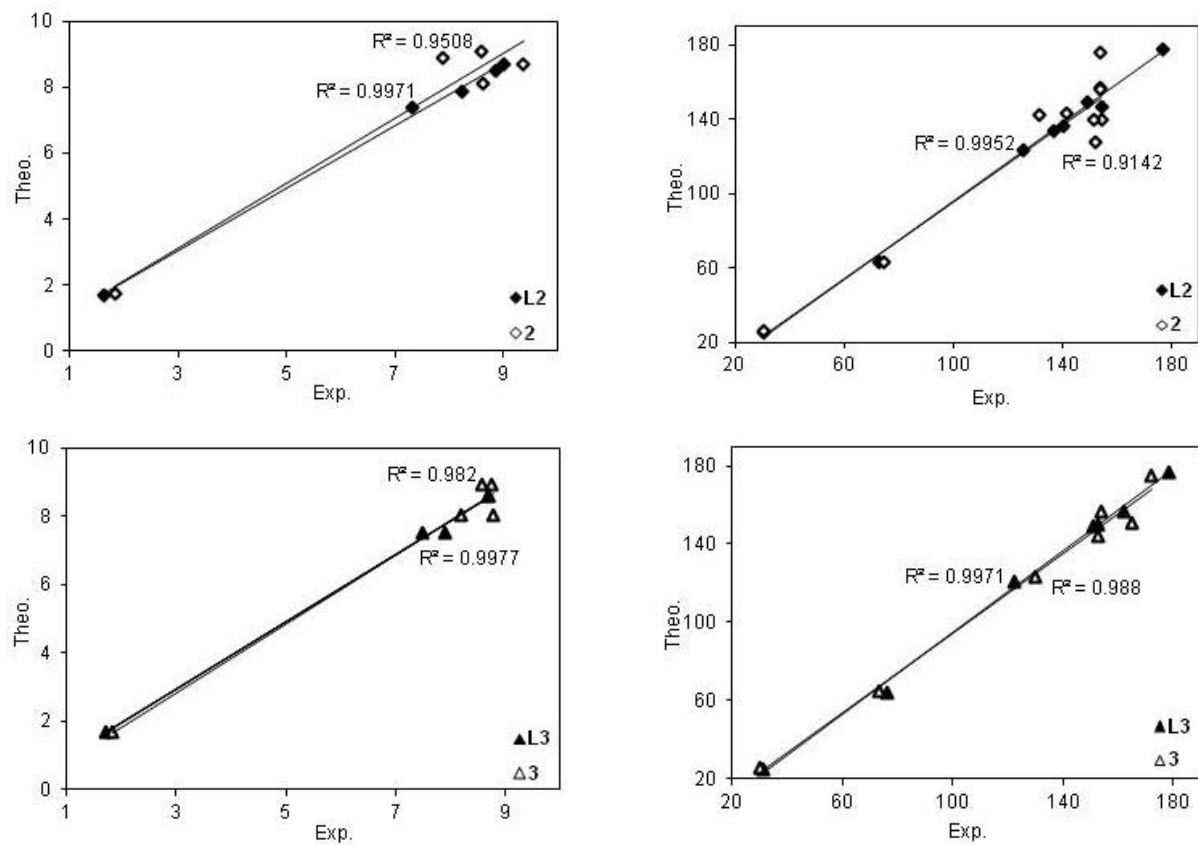 10
8
6
4
2
0
Theo.
R² = 0.9508
R² = 0.9971
L2
2
1 3 5 7 9
Exp.
180
140
100
60
20
Theo.
R² = 0.9952
R² = 0.9142
L2
2
20 60 100 140 180
Exp.
10
8
6
4
2
0
Theo.
R² = 0.982
R² = 0.9977
L3
3
1 3 5 7 9
Exp.
180
140
100
60
20
Theo.
R² = 0.9971
R² = 0.988
L3
3
20 60 100 140 180
Exp.